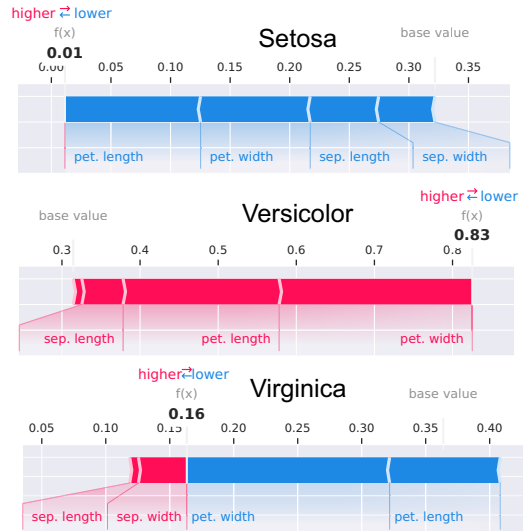 higher ⇄ lower
f(x)
Setosa
base value
0.01
0.00 0.05 0.10 0.15 0.20 0.25 0.30 0.35
pet. length pet. width sep. length sep. width
higher ⇄ lower
base value
Versicolor
f(x)
0.83
0.3 0.4 0.5 0.6 0.7 0.8
sep. length pet. length pet. width
higher ⇄ lower
f(x)
Virginica
base value
0.16
0.05 0.10 0.15 0.20 0.25 0.30 0.35 0.40
sep. length sep. width pet. width pet. length